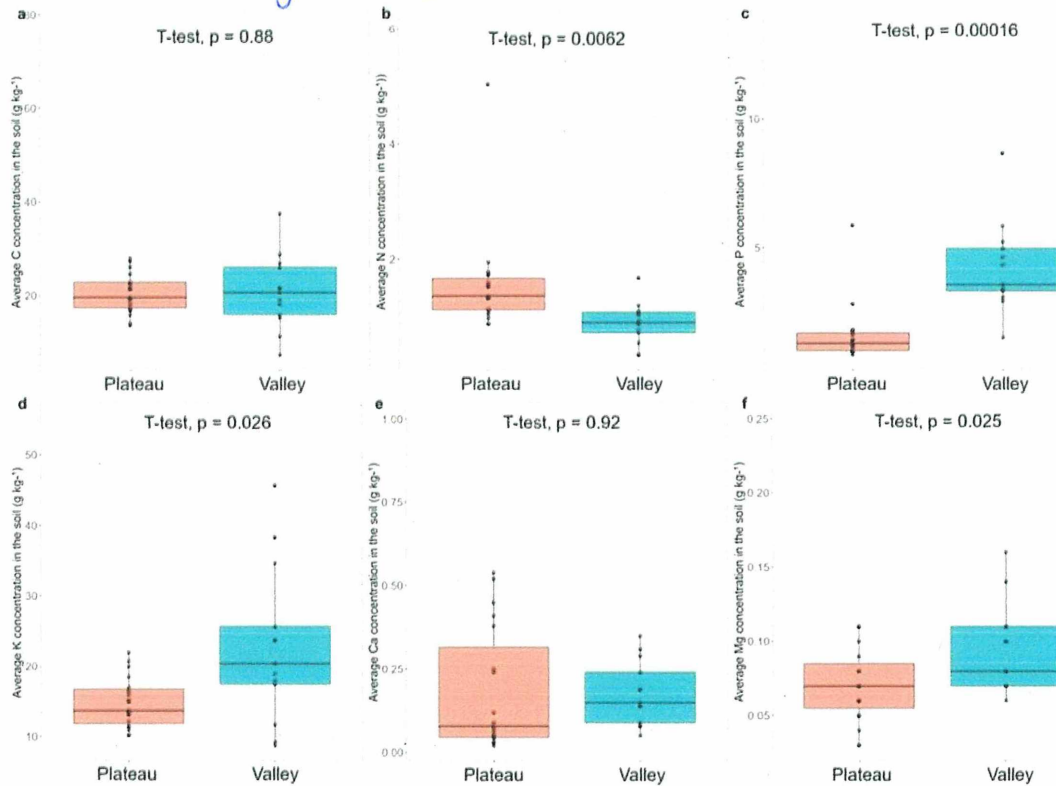 a
T-test, p = 0.88
Average C concentration in the soil (g kg-¹)
60
40
20
Plateau
Valley
b
T-test, p = 0.0062
Average N concentration in the soil (g kg-¹))
6
4
2
Plateau
Valley
c
T-test, p = 0.00016
Average P concentration in the soil (g kg-¹)
10
5
Plateau
Valley
d
T-test, p = 0.026
Average K concentration in the soil (g kg-¹)
50
40
30
20
10
Plateau
Valley
e
T-test, p = 0.92
Average Ca concentration in the soil (g kg-¹)
1.00
0.75
0.50
0.25
0.00
Plateau
Valley
f
T-test, p = 0.025
Average Mg concentration in the soil (g kg-¹)
0.25
0.20
0.15
0.10
0.05
Plateau
Valley